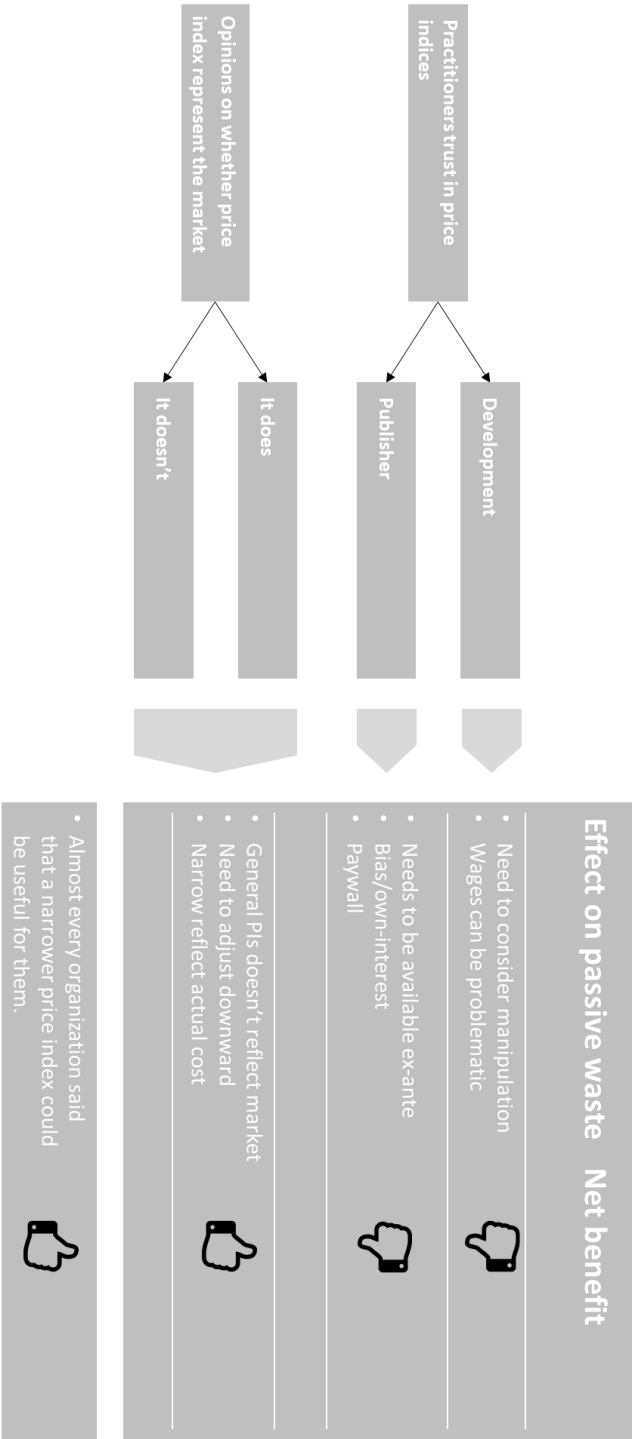 Effect on passive waste
Net benefit
Practitioners trust in price
indices
Development
• Need to consider manipulation
• Wages can be problematic
Publisher
• Needs to be available ex-ante
• Bias/own-interest
• Paywall
Opinions on whether price
index represent the market
It does
It doesn't
• General PIs doesn't reflect market
• Need to adjust downward
• Narrow reflect actual cost
• Almost every organization said
that a narrower price index could
be useful for them.